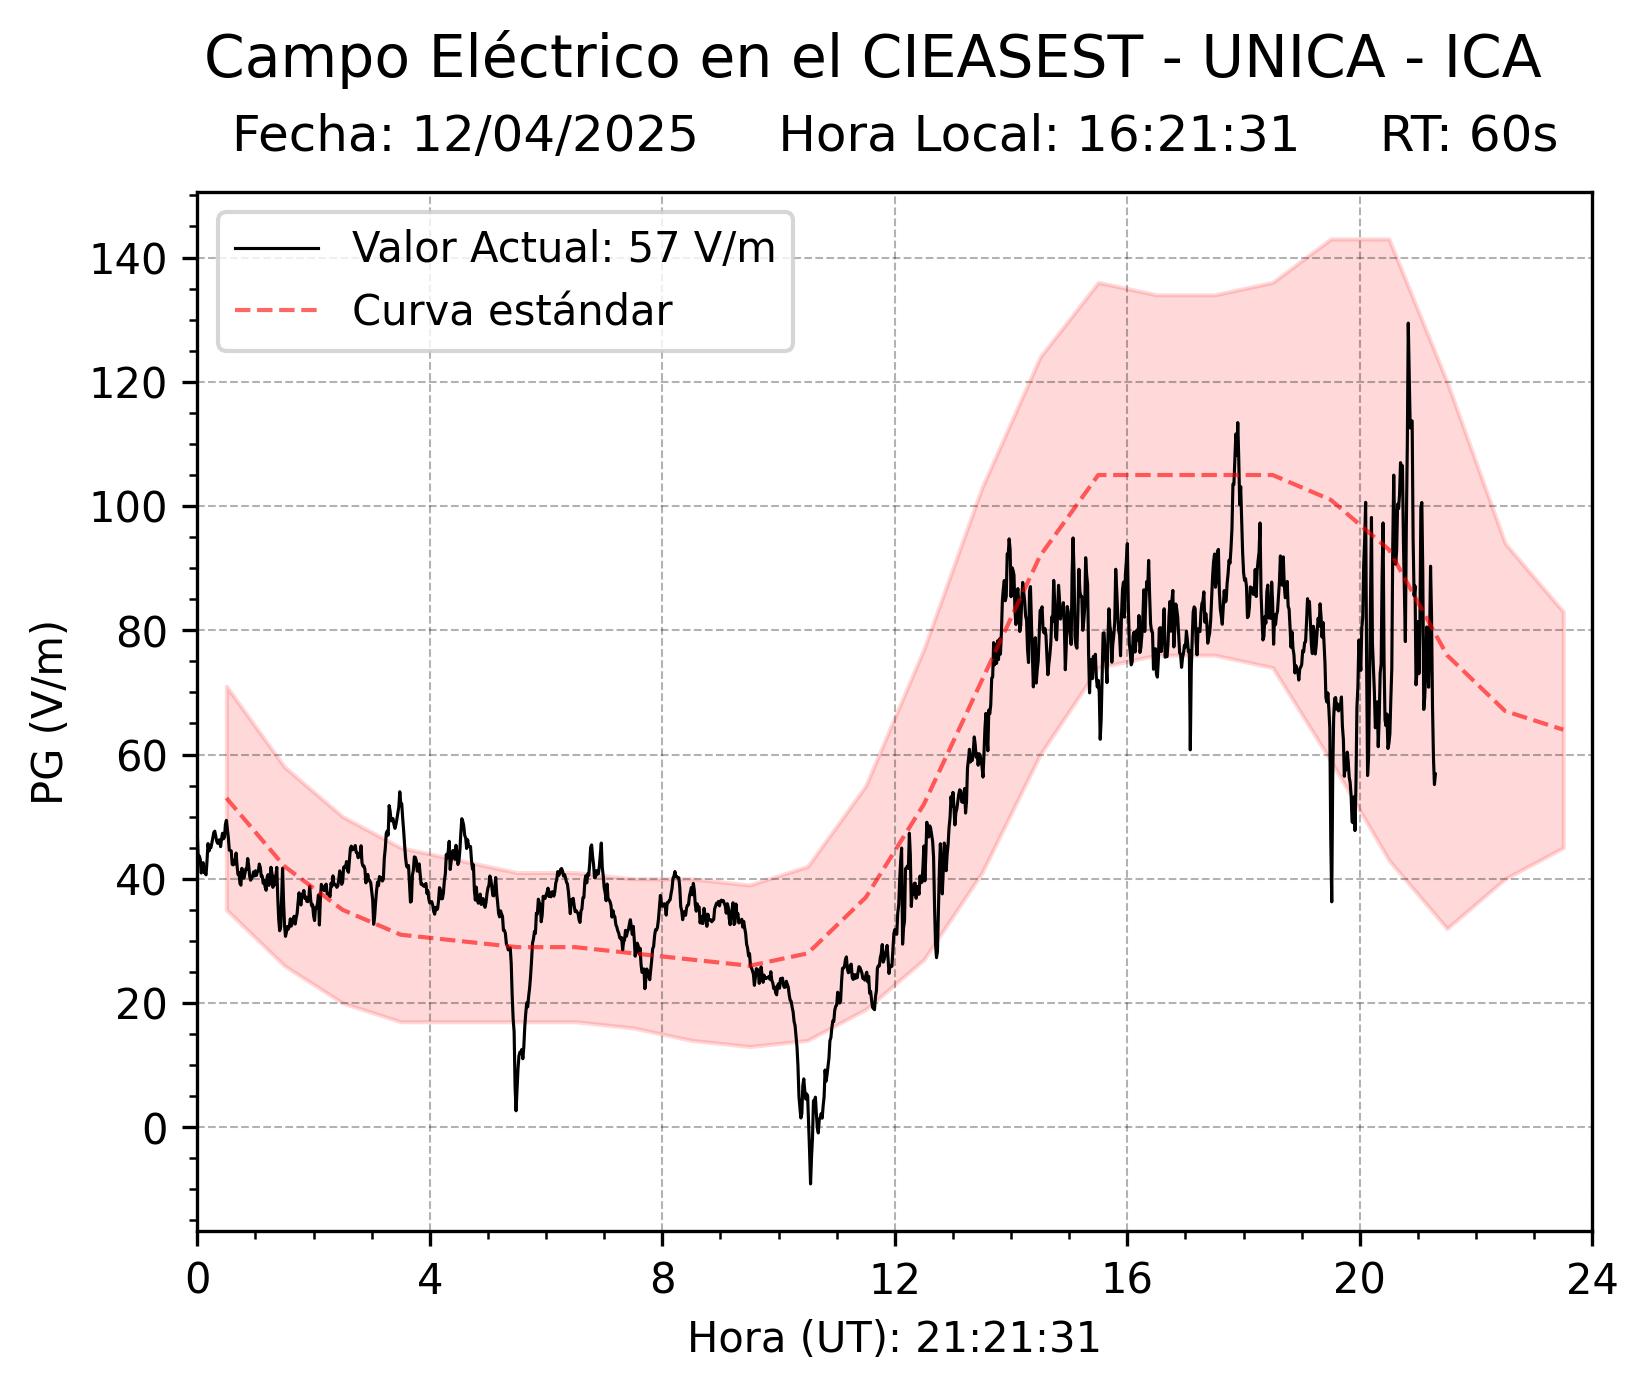 Campo Eléctrico en el CIEASEST - UNICA - ICA
Fecha: 12/04/2025 Hora Local: 16:21:31 RT: 60s
Valor Actual: 57 V/m
Curva estándar
PG (V/m)
140
120
100
80
60
40
20
0
0 4 8 12 16 20 24
Hora (UT): 21:21:31